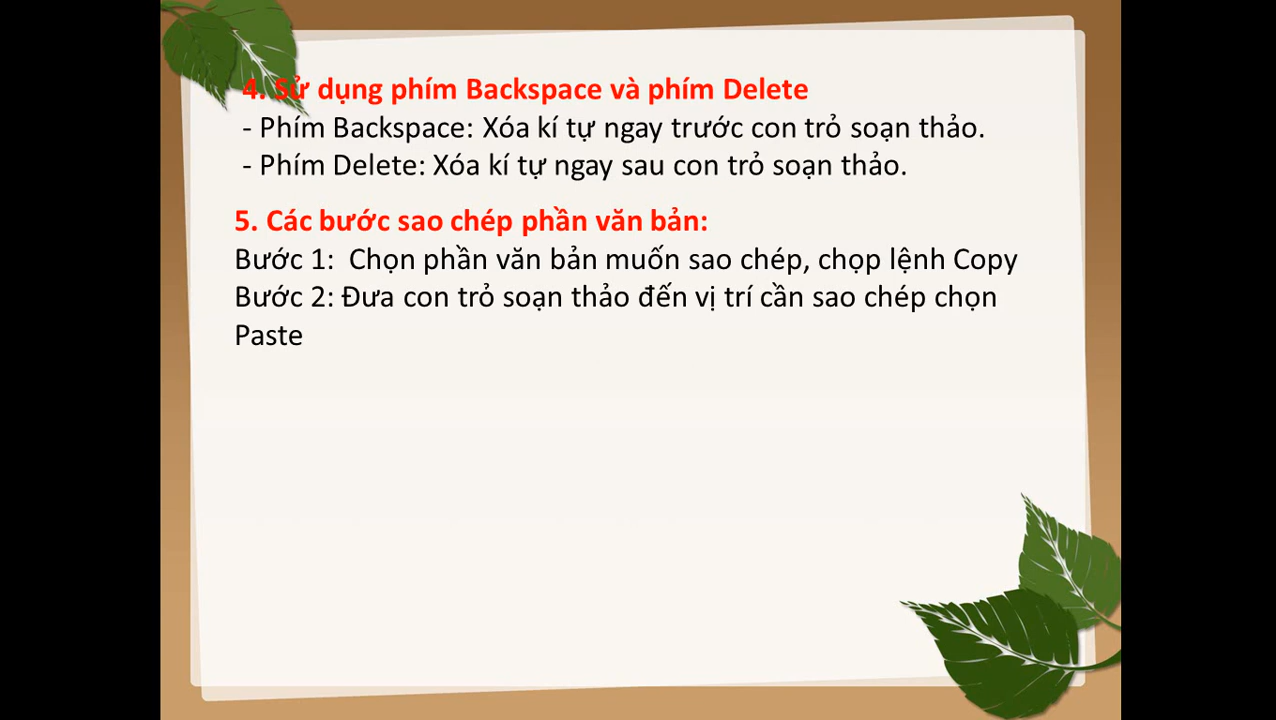 4. Sử dụng phím Backspace và phím Delete
- Phím Backspace: Xóa kí tự ngay trước con trỏ soạn thảo.
- Phím Delete: Xóa kí tự ngay sau con trỏ soạn thảo.
5. Các bước sao chép phần văn bản:
Bước 1: Chọn phần văn bản muốn sao chép, chọp lệnh Copy
Bước 2: Đưa con trỏ soạn thảo đến vị trí cần sao chép chọn
Paste